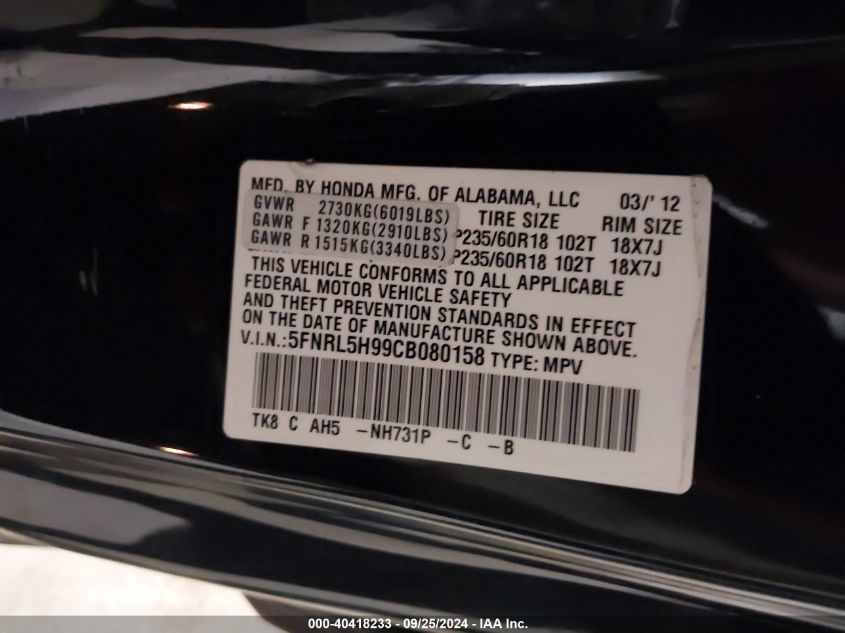 MFD. BY HONDA MFG. OF ALABAMA, LLC 03/' 12
GVWR 2730KG(6019LBS) TIRE SIZE RIM SIZE
GAWR F 1320KG(2910LBS) P235/60R18 102T 18X7J
GAWR R 1515KG(3340LBS) P235/60R18 102T 18X7J
THIS VEHICLE CONFORMS TO ALL APPLICABLE
FEDERAL MOTOR VEHICLE SAFETY
AND THEFT PREVENTION STANDARDS IN EFFECT
ON THE DATE OF MANUFACTURE SHOWN ABOVE.
V.I.N.:5FNRL5H99CB080158 TYPE: MPV
TK8 C AH5 -NH731P -C -B
000-40418233 - 09/25/2024 - IAA Inc.